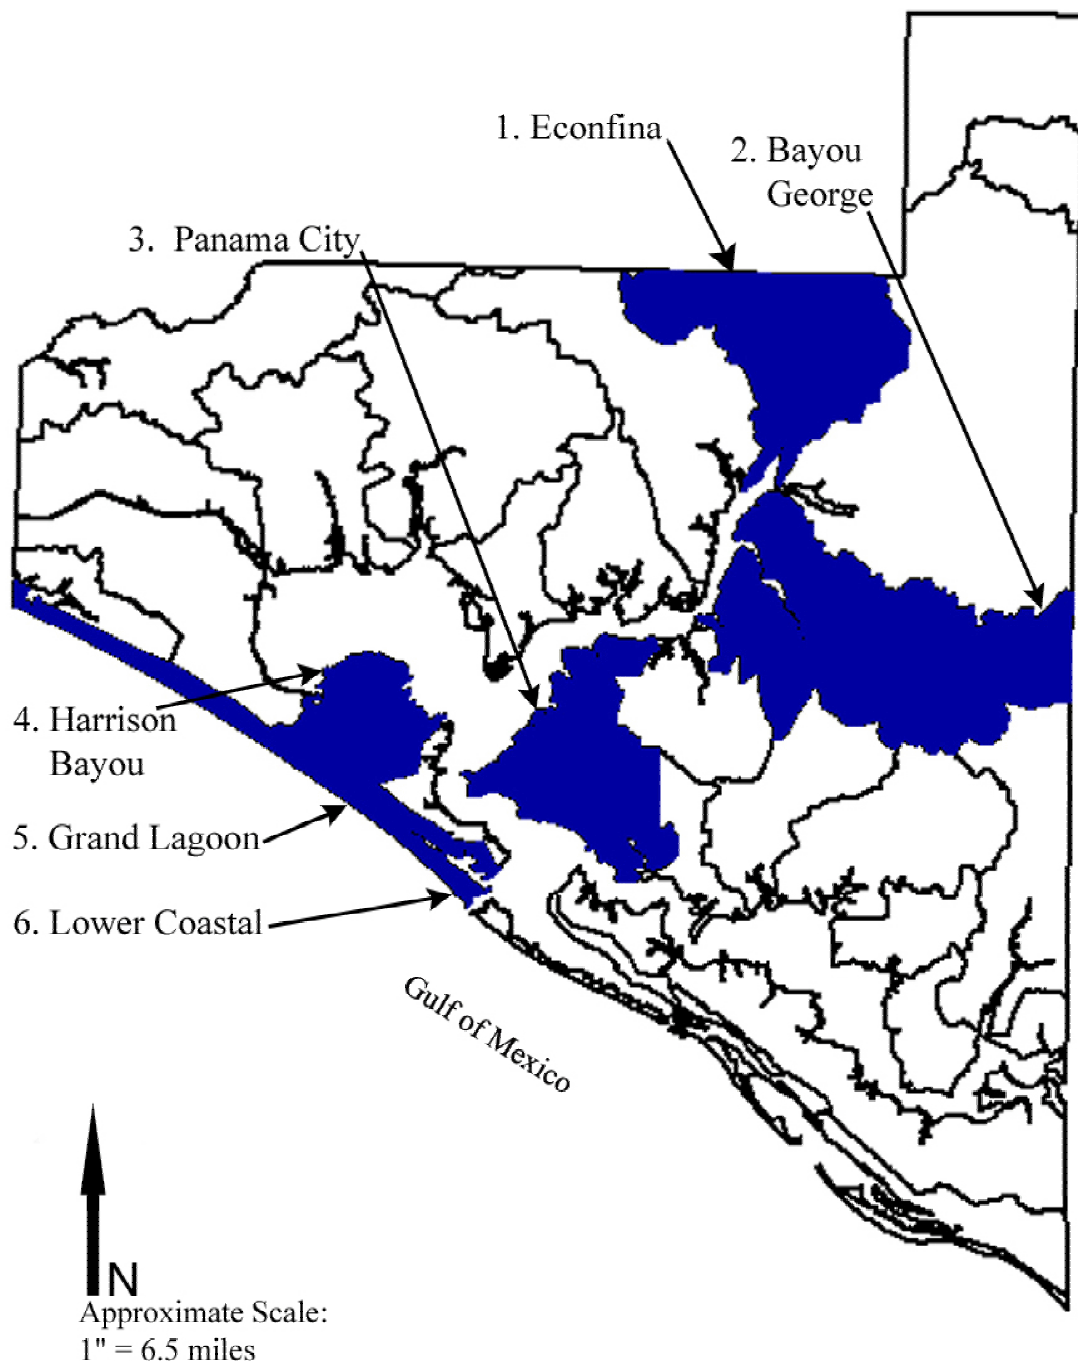 1. Econfina
2. Bayou
George
3. Panama City
4. Harrison
Bayou
5. Grand Lagoon
6. Lower Coastal
Gulf of Mexico
N
Approximate Scale:
1" = 6.5 miles